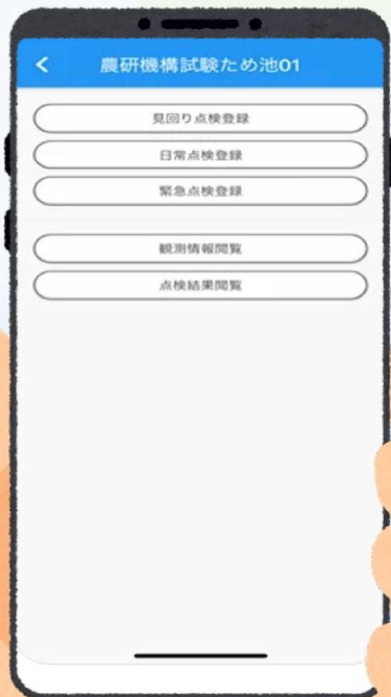 農研機構試験ため池01
見回り点検登録
日常点検登録
緊急点検登録
観測情報閲覧
点検結果閲覧